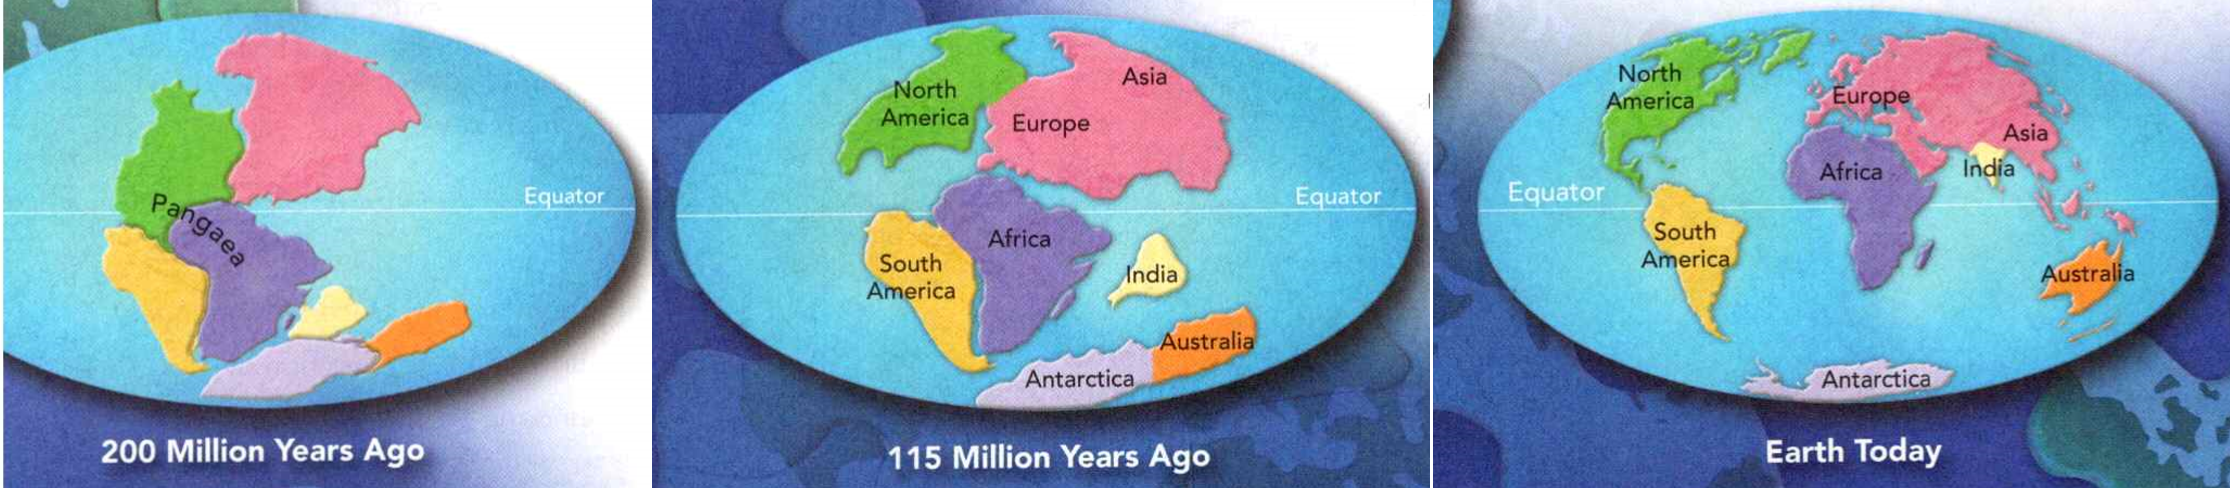 Pangaea
Equator
200 Million Years Ago
North
America
Asia
Europe
Equator
Africa
South
America
India
Australia
Antarctica
115 Million Years Ago
North
America
Europe
Asia
Africa
India
Equator
South
America
Australia
Antarctica
Earth Today